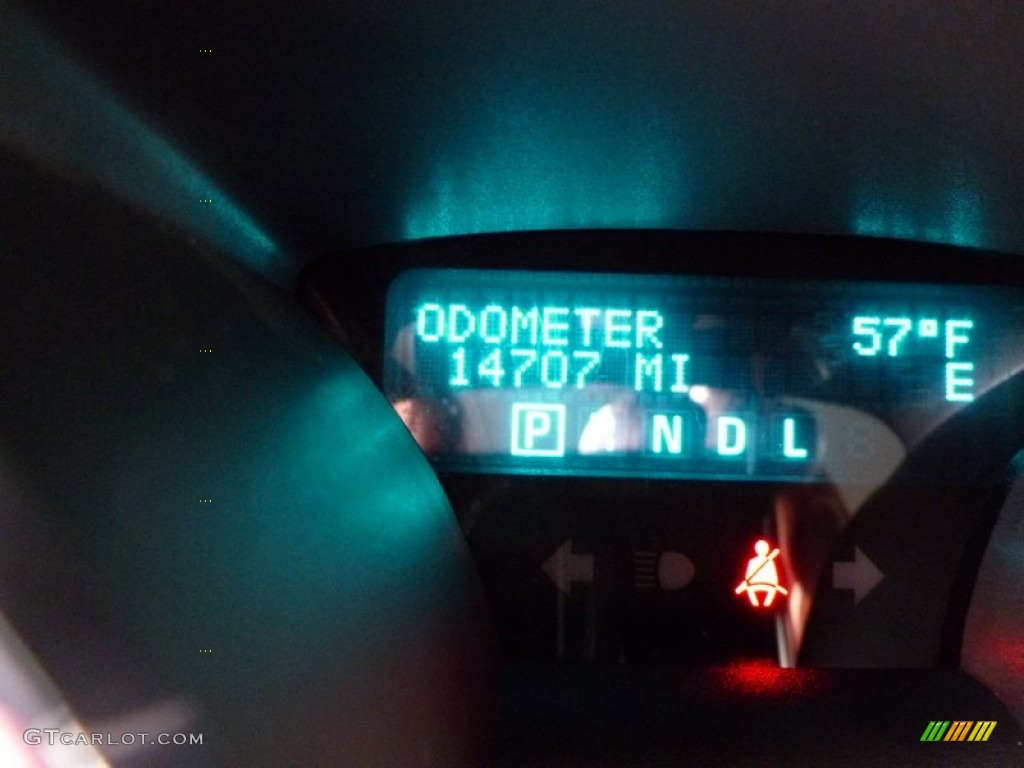 ODOMETER 57°F
14707 MI E
P N D L
GTCARLOT.COM